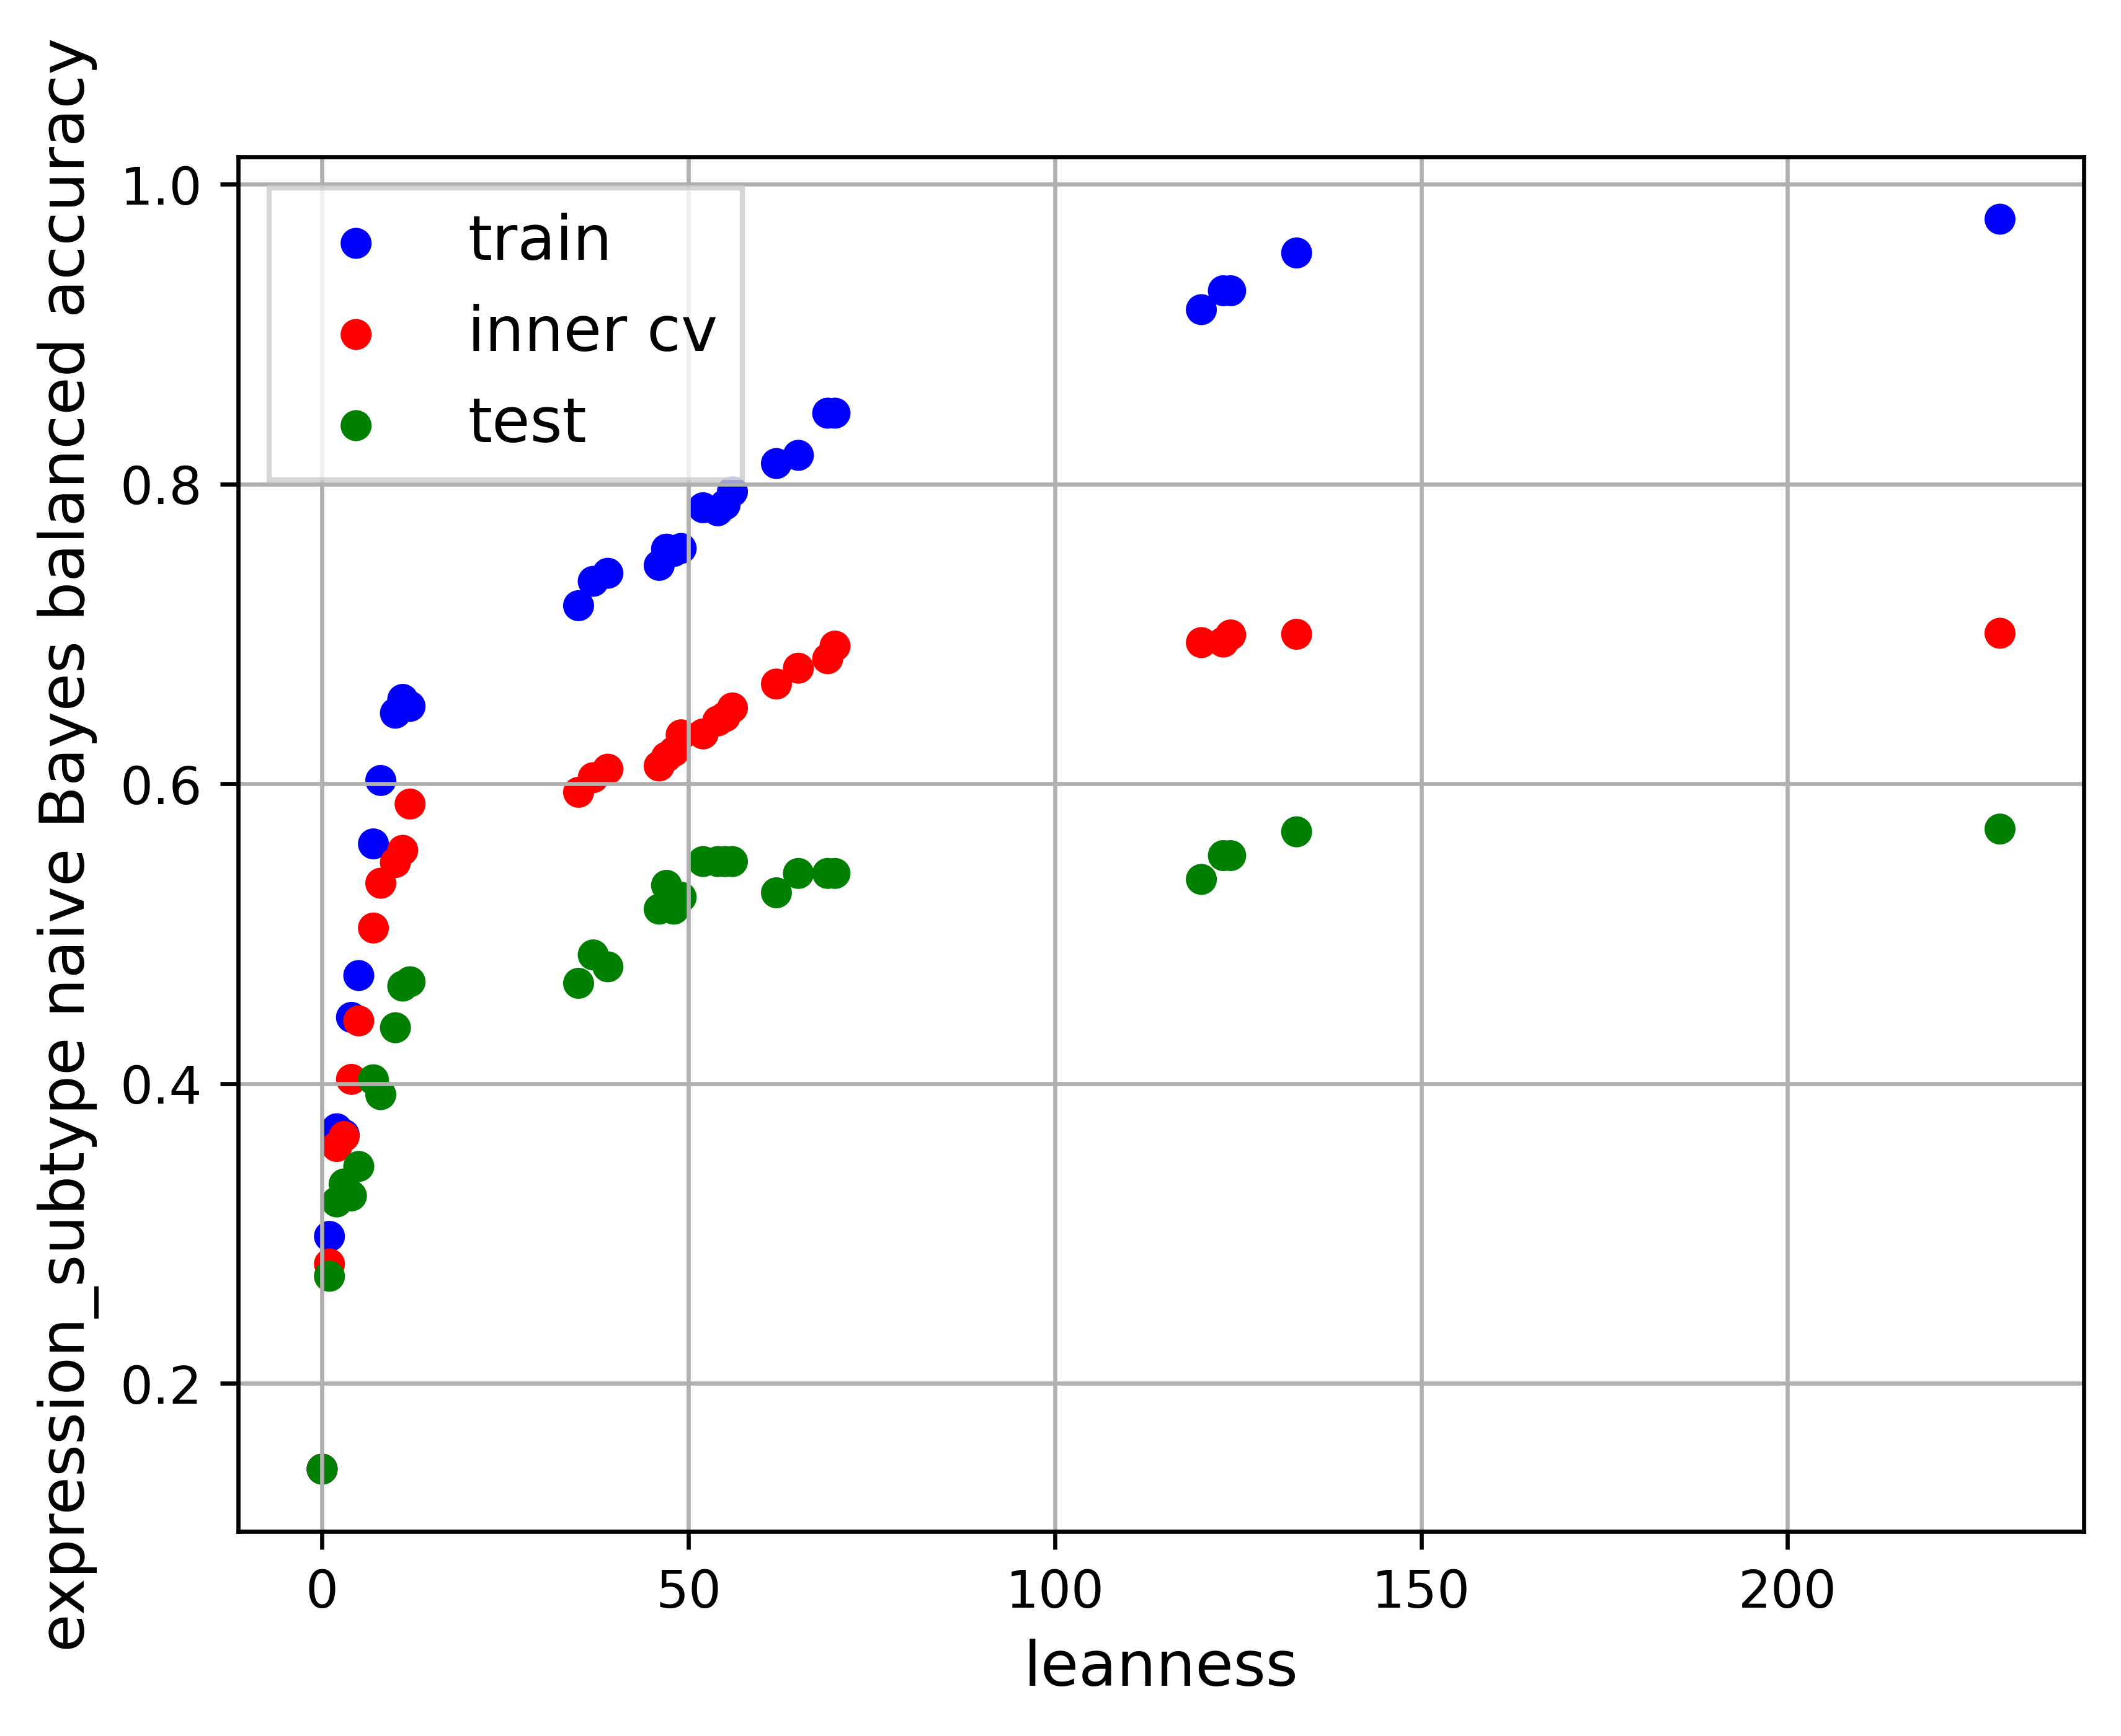 expression_subtype naive Bayes balanced accuracy
1.0
0.8
0.6
0.4
0.2
train
inner cv
test
0 50 100 150 200
leanness